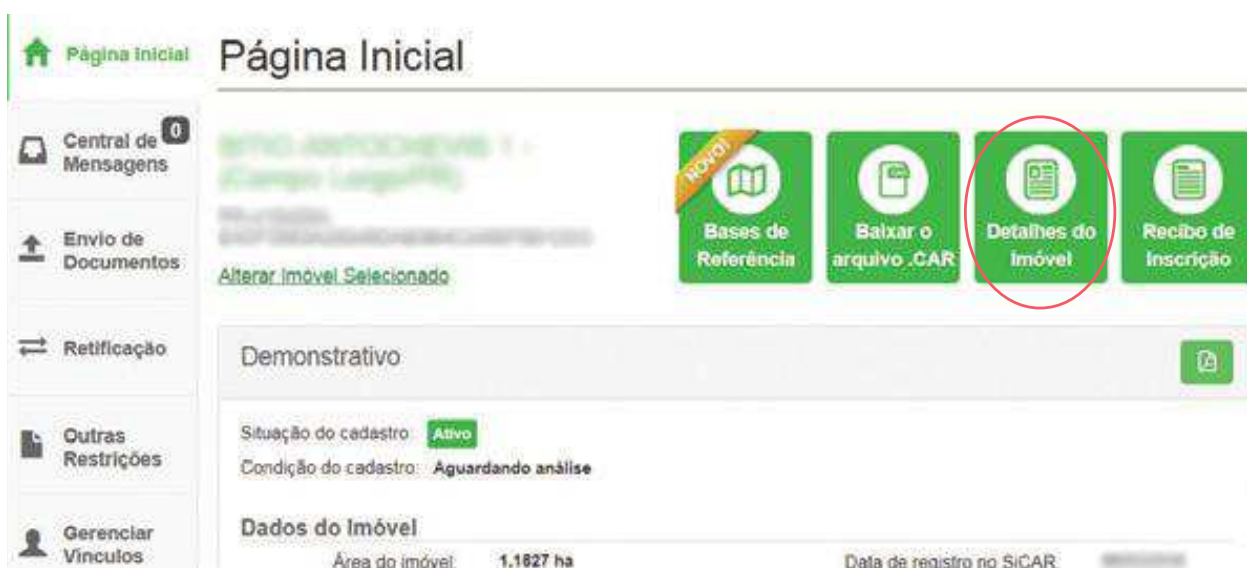 Página Inicial
Página Inicial
Central de
Mensagens
0
Envio de
Documentos
Retificação
Outras
Restrições
Gerenciar
Vínculos
Alterar Imóvel Selecionado
NOVO!
Bases de
Referência
Baixar o
arquivo .CAR
Detalhes do
Imóvel
Recibo de
Inscrição
Demonstrativo
Situação do cadastro: Ativo
Condição do cadastro: Aguardando análise
Dados do Imóvel
Área do imóvel 1,1827 ha
Data de registro no SiCAR